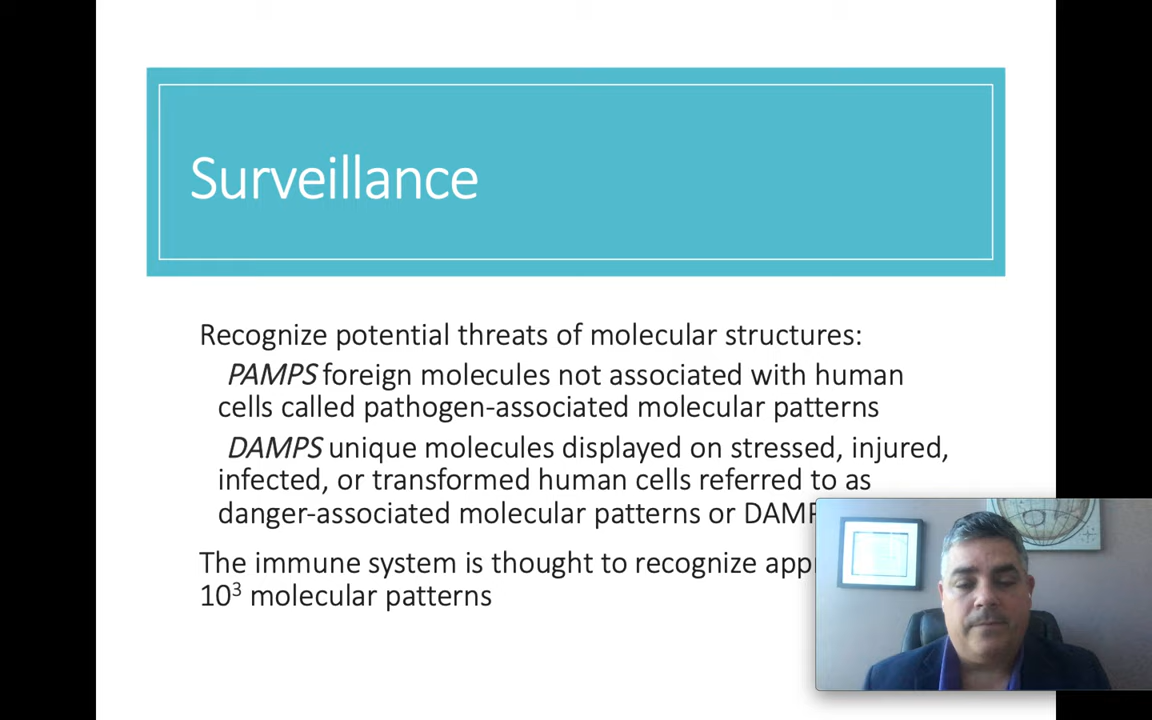 Surveillance
Recognize potential threats of molecular structures:
PAMPS foreign molecules not associated with human
cells called pathogen-associated molecular patterns
DAMPS unique molecules displayed on stressed, injured,
infected, or transformed human cells referred to as
danger-associated molecular patterns or
The immune system is thought to recognize
10³ molecular patterns